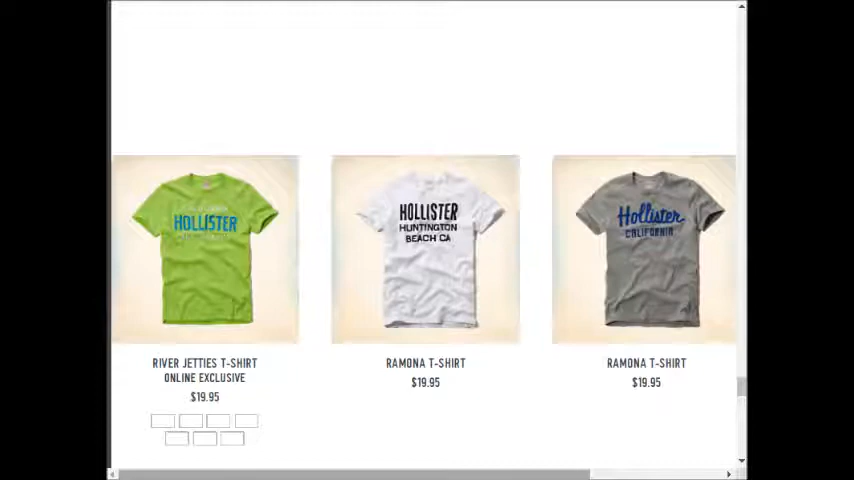 HOLLISTER
HOLLISTER
HUNTINGTON
BEACH CA
Hollister
CALIFORNIA
RIVER JETTIES T-SHIRT
ONLINE EXCLUSIVE
$19.95
RAMONA T-SHIRT
$19.95
RAMONA T-SHIRT
$19.95